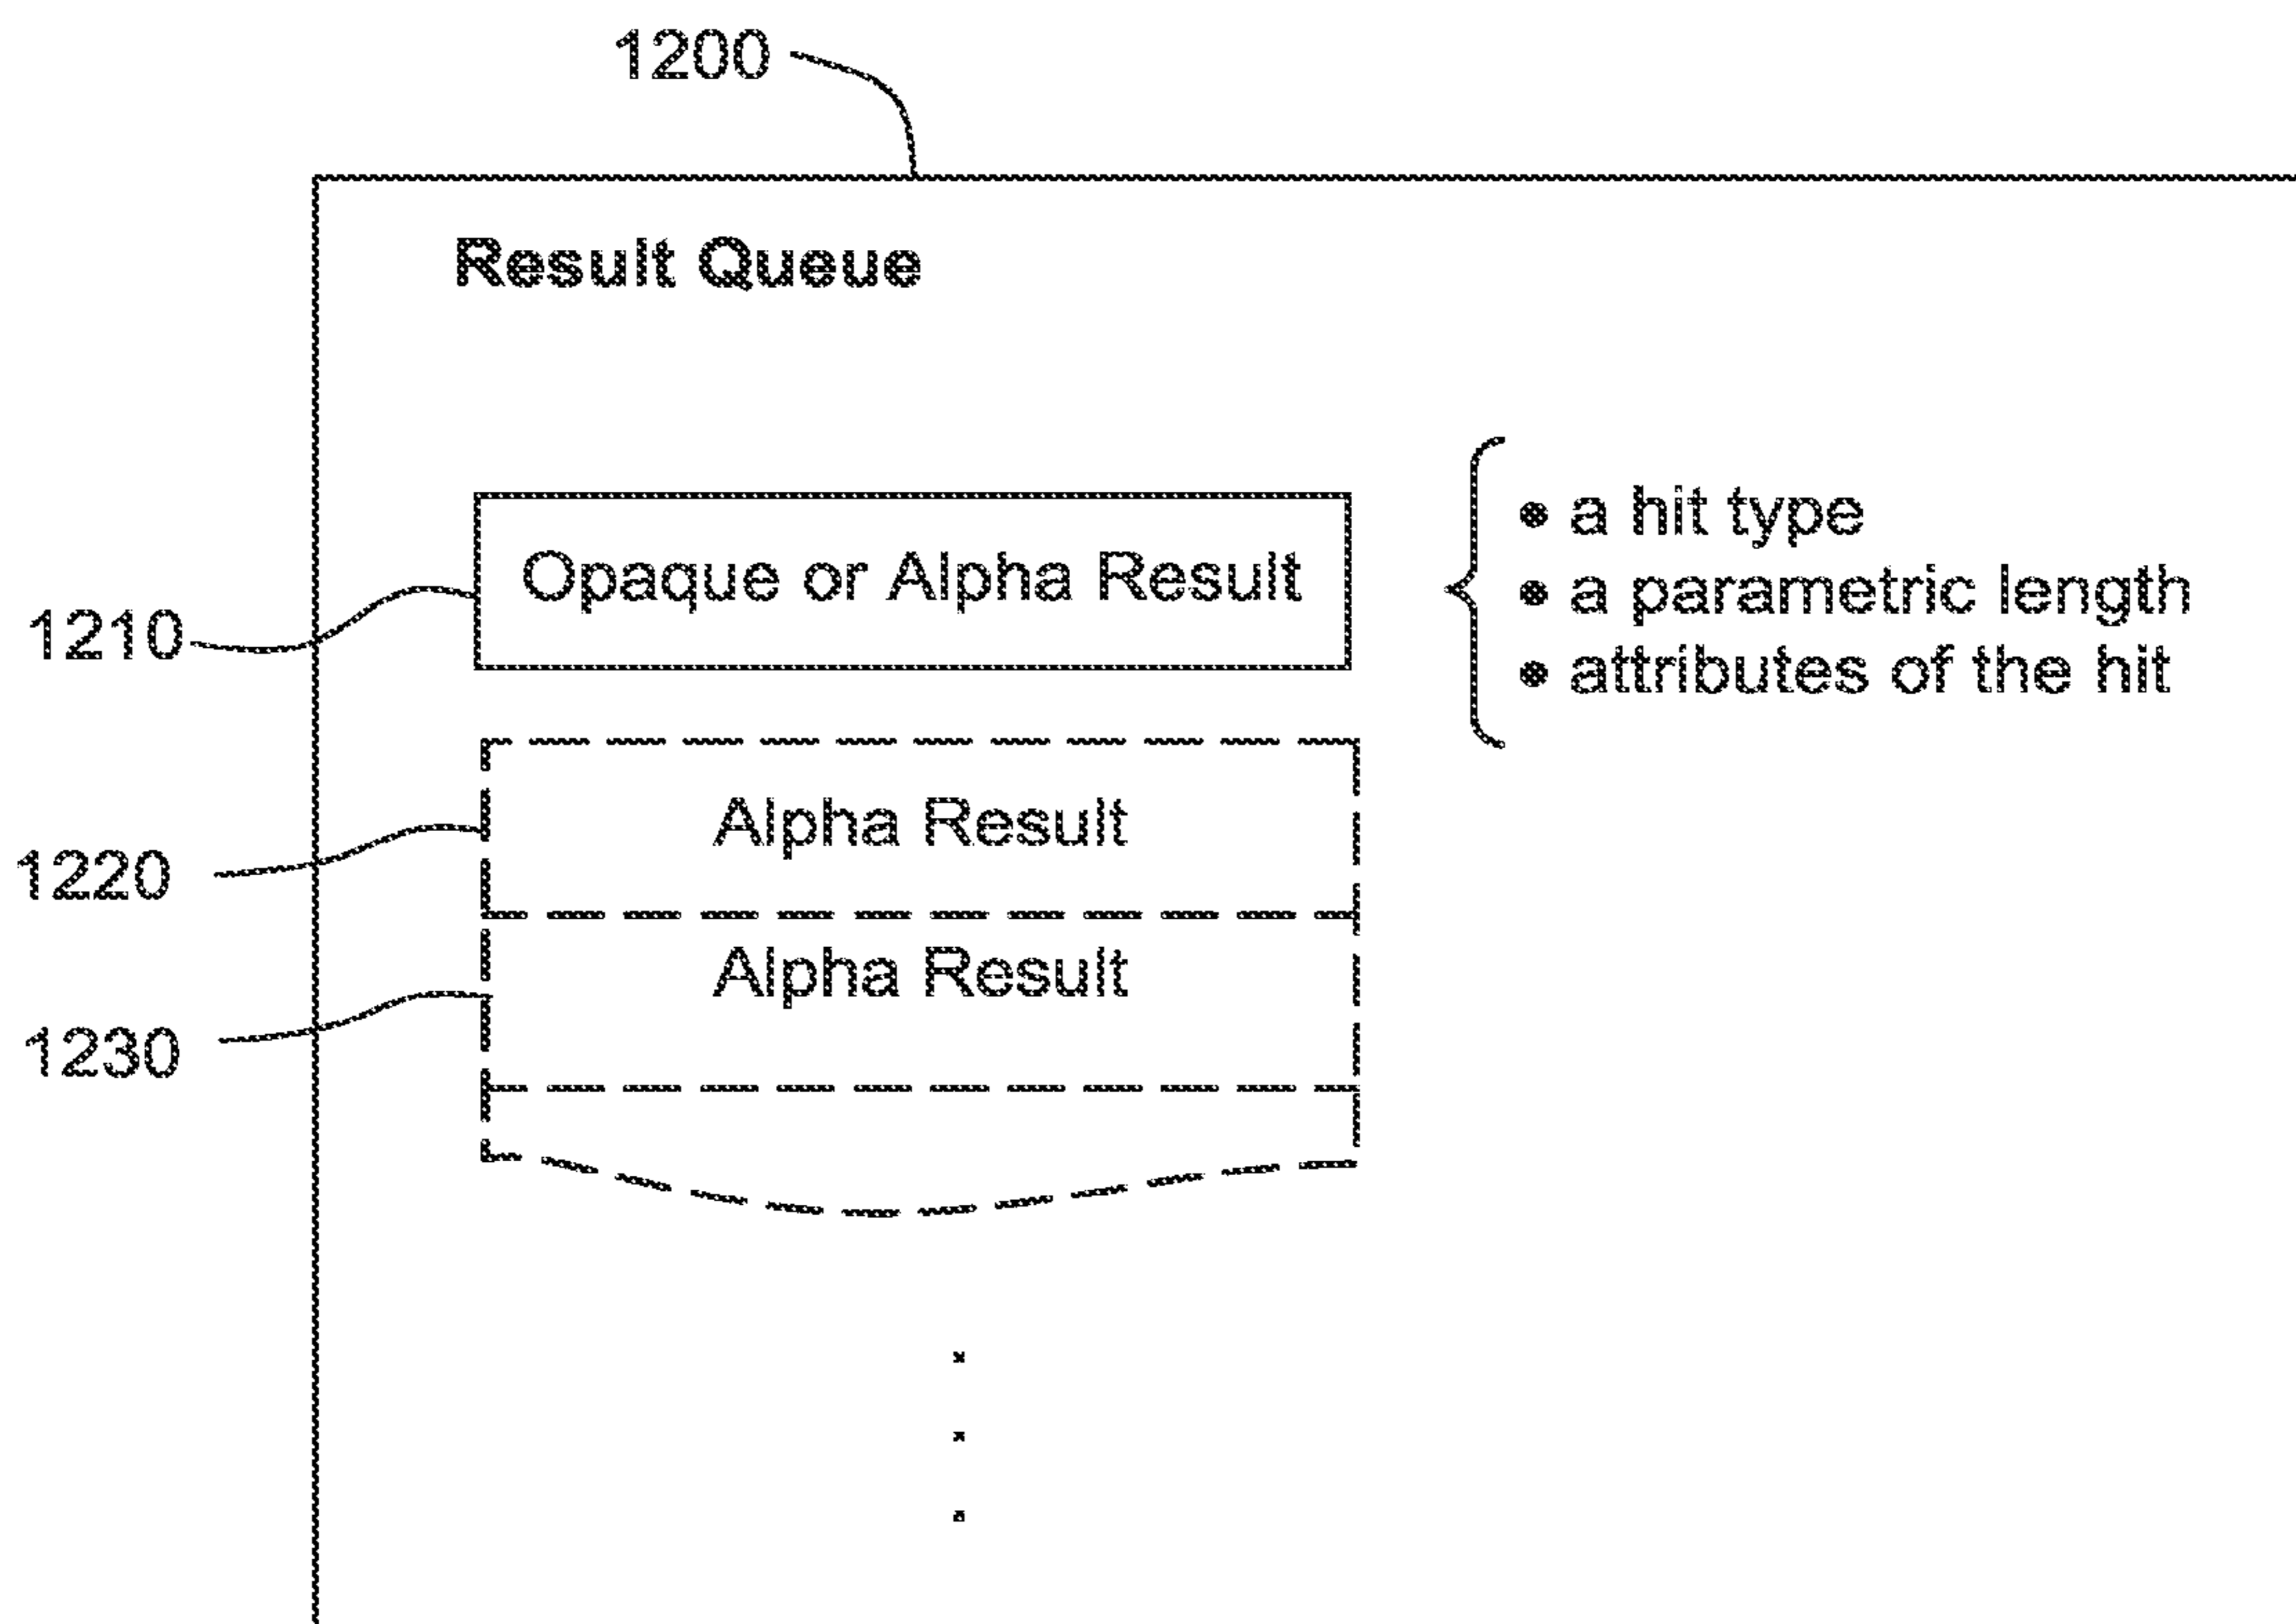 1200
Result Queue
Opaque or Alpha Result
• a hit type
• a parametric length
• attributes of the hit
1210
Alpha Result
1220
Alpha Result
1230